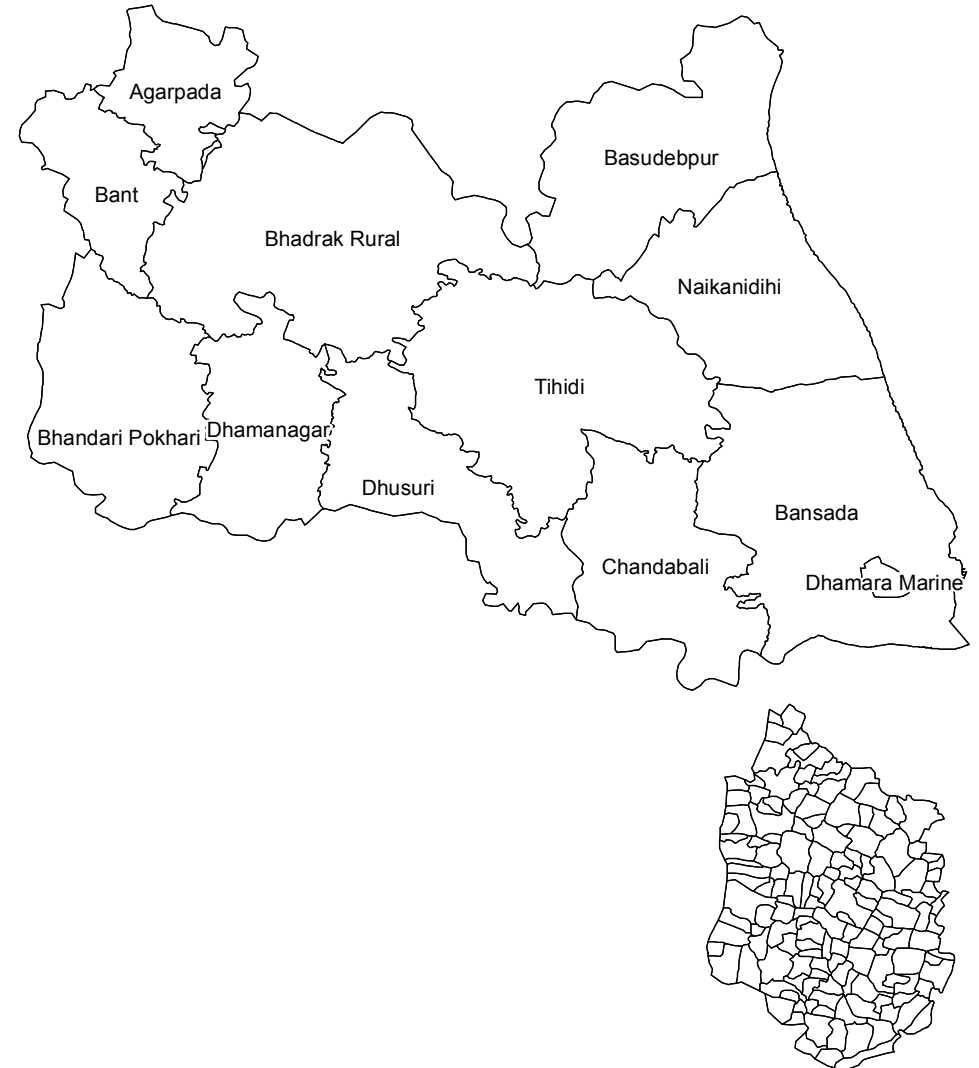 Agarpada
Basudebpur
Bant
Bhadrak Rural
Naikanidihi
Tihidi
Bhandari Pokhari
Dhamanagar
Dhusuri
Bansada
Chandabali
Dhamara Marine